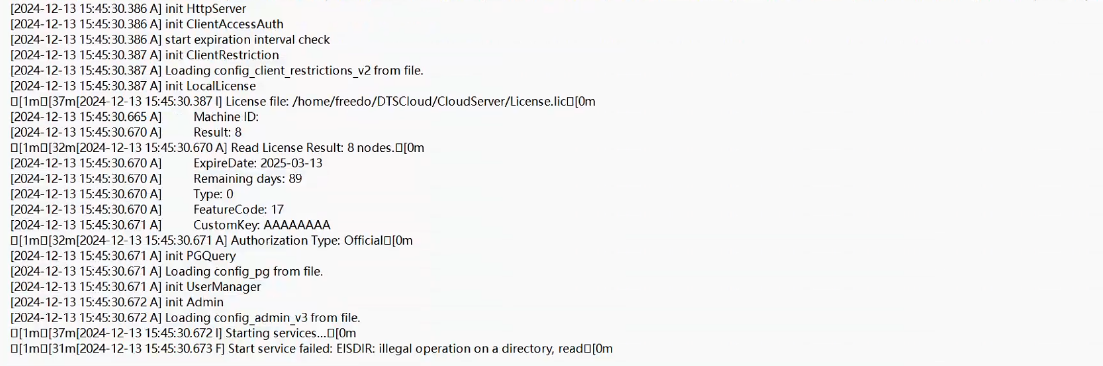 [2024-12-13 15:45:30.386 A] init HttpServer
[2024-12-13 15:45:30.386 A] init ClientAccessAuth
[2024-12-13 15:45:30.386 A] start expiration interval check
[2024-12-13 15:45:30.387 A] init ClientRestriction
[2024-12-13 15:45:30.387 A] Loading config_client_restrictions_v2 from file.
[2024-12-13 15:45:30.387 A] init LocalLicense
□[1m□[37m[2024-12-13 15:45:30.387 I] License file: /home/freedo/DTSCloud/CloudServer/License.lic□[0m
[2024-12-13 15:45:30.665 A] Machine ID:
[2024-12-13 15:45:30.670 A] Result: 8
□[1m□[32m[2024-12-13 15:45:30.670 A] Read License Result: 8 nodes.□[0m
[2024-12-13 15:45:30.670 A] ExpireDate: 2025-03-13
[2024-12-13 15:45:30.670 A] Remaining days: 89
[2024-12-13 15:45:30.670 A] Type: 0
[2024-12-13 15:45:30.670 A] FeatureCode: 17
[2024-12-13 15:45:30.671 A] CustomKey: AAAAAAAA
□[1m□[32m[2024-12-13 15:45:30.671 A] Authorization Type: Official□[0m
[2024-12-13 15:45:30.671 A] init PGQuery
[2024-12-13 15:45:30.671 A] Loading config_pg from file.
[2024-12-13 15:45:30.671 A] init UserManager
[2024-12-13 15:45:30.672 A] init Admin
[2024-12-13 15:45:30.672 A] Loading config_admin_v3 from file.
□[1m□[37m[2024-12-13 15:45:30.672 I] Starting services...□[0m
□[1m□[31m[2024-12-13 15:45:30.673 F] Start service failed: EISDIR: illegal operation on a directory, read□[0m